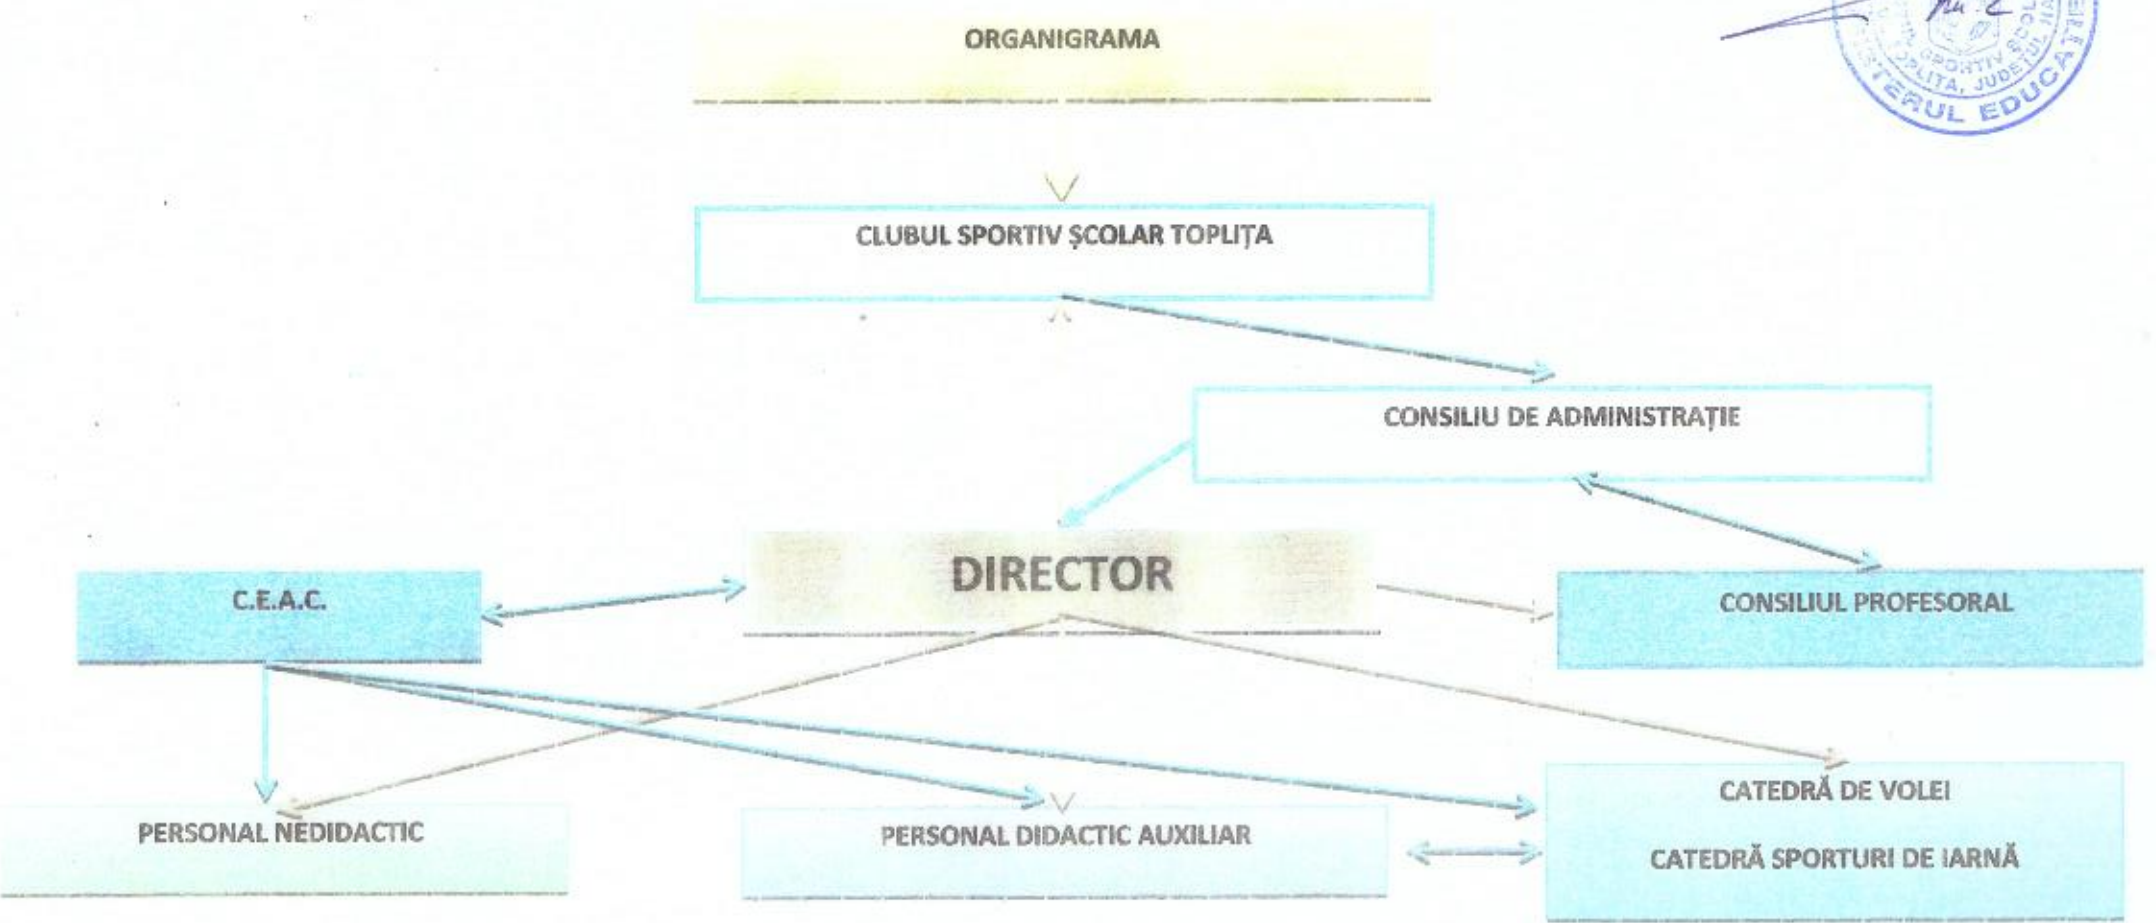 ORGANIGRAMA
CLUBUL SPORTIV ȘCOLAR TOPLIȚA
CONSILIU DE ADMINISTRAȚIE
DIRECTOR
C.E.A.C.
CONSILIUL PROFESORAL
PERSONAL NEDIDACTIC
PERSONAL DIDACTIC AUXILIAR
CATEDRĂ DE VOLEI
CATEDRĂ SPORTURI DE IARNĂ